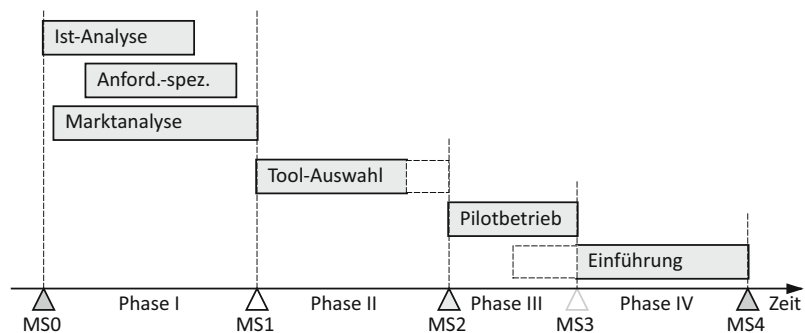 Ist-Analyse
Anford.-spez.
Marktanalyse
Tool-Auswahl
Pilotbetrieb
Einführung
Phase I Phase II Phase III Phase IV Zeit
MS0 MS1 MS2 MS3 MS4